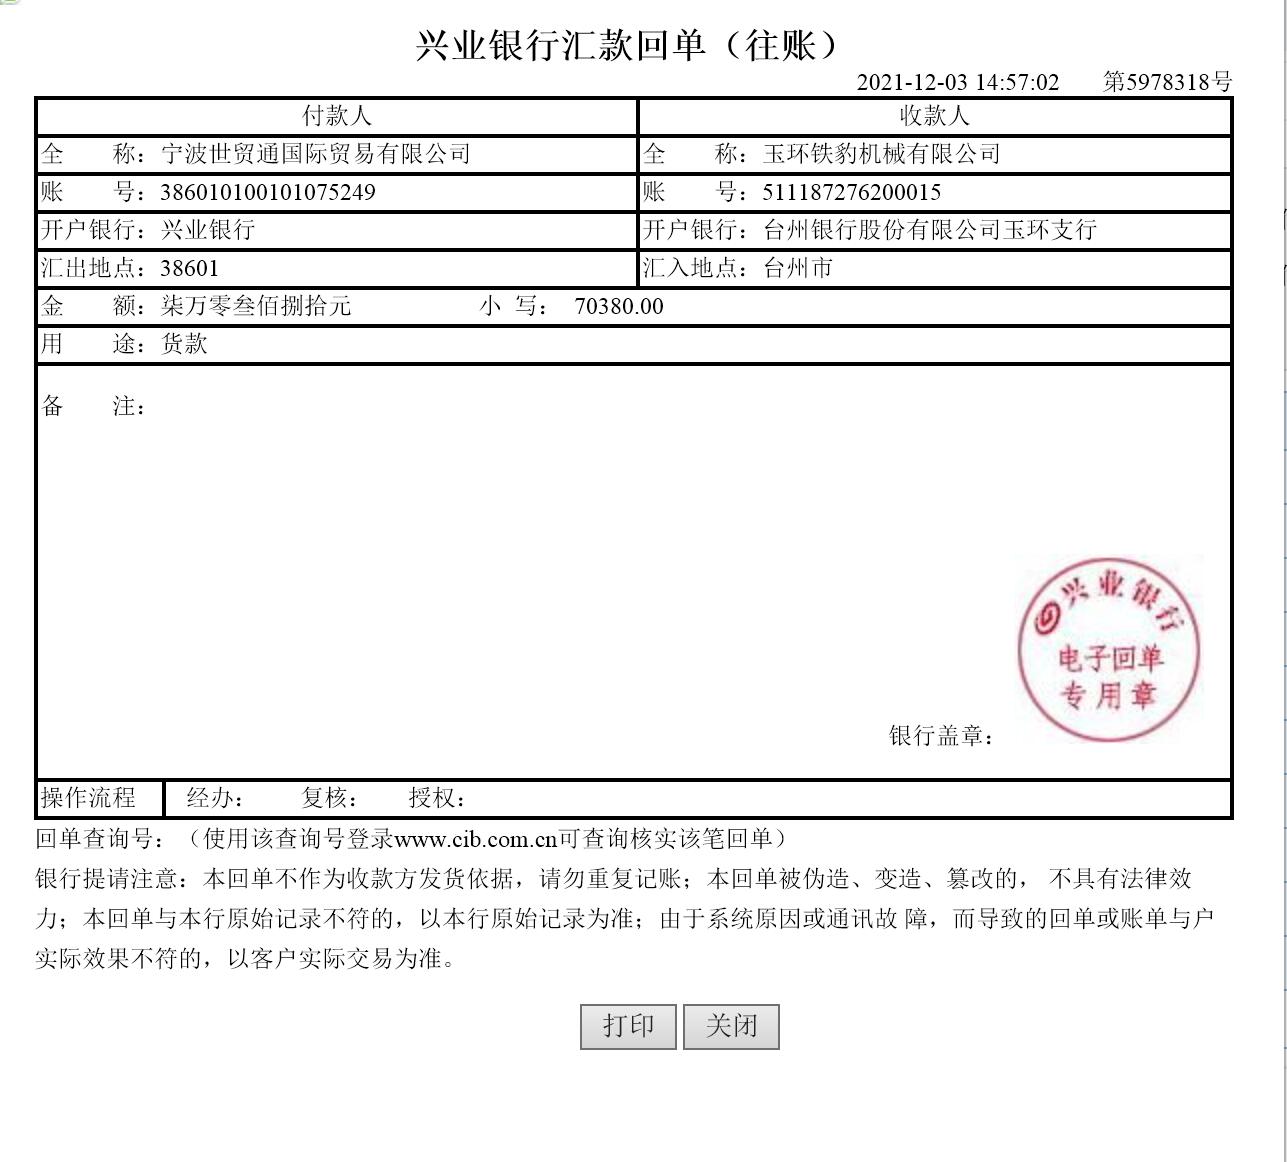 兴业银行汇款回单（往账）
2021-12-03 14:57:02 第5978318号
付款人 收款人
全 称：宁波世贸通国际贸易有限公司 全 称：玉环铁豹机械有限公司
账 号：386010100101075249 账 号：511187276200015
开户银行：兴业银行 开户银行：台州银行股份有限公司玉环支行
汇出地点：38601 汇入地点：台州市
金 额：柒万零叁佰捌拾元 小 写： 70380.00
用 途：货款
备 注：
兴业银行
电子回单
专用章
银行盖章：
操作流程 经办： 复核： 授权：
回单查询号：（使用该查询号登录www.cib.com.cn可查询核实该笔回单）
银行提请注意：本回单不作为收款方发货依据，请勿重复记账；本回单被伪造、变造、篡改的， 不具有法律效
力；本回单与本行原始记录不符的，以本行原始记录为准；由于系统原因或通讯故 障，而导致的回单或账单与户
实际效果不符的，以客户实际交易为准。
打印 关闭